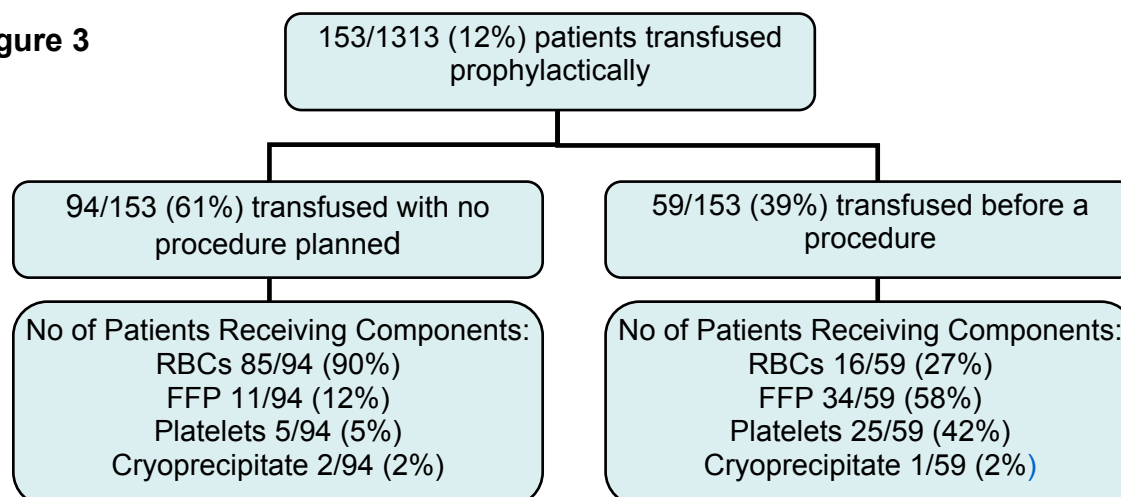 gure 3
153/1313 (12%) patients transfused
prophylactically
94/153 (61%) transfused with no
procedure planned
59/153 (39%) transfused before a
procedure
No of Patients Receiving Components:
RBCs 85/94 (90%)
FFP 11/94 (12%)
Platelets 5/94 (5%)
Cryoprecipitate 2/94 (2%)
No of Patients Receiving Components:
RBCs 16/59 (27%)
FFP 34/59 (58%)
Platelets 25/59 (42%)
Cryoprecipitate 1/59 (2%)